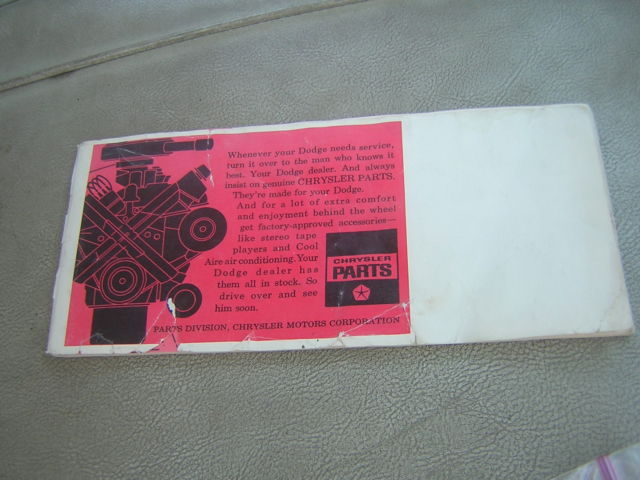 Whenever your Dodge needs service,
turn it over to the man who knows it
best. Your Dodge dealer. And always
insist on genuine CHRYSLER PARTS.
They're made for your Dodge.
And for a lot of extra comfort
and enjoyment behind the wheel
get factory-approved accessories—
like stereo tape
players and Cool
Aire air conditioning. Your
Dodge dealer has
them all in stock. So
drive over and see
him soon.
CHRYSLER
PARTS
PARTS DIVISION, CHRYSLER MOTORS CORPORATION